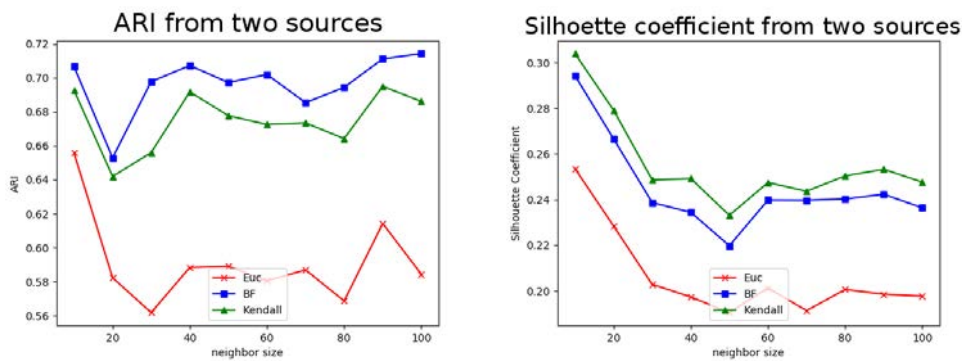 ARI from two sources
0.72
0.70
0.68
0.66
0.64
0.62
0.60
0.58
0.56
ARI
20
40
60
80
100
neighbor size
Euc
BF
Kendall
Silhoette coefficient from two sources
0.30
0.28
0.26
0.24
0.22
0.20
Silhouette Coefficient
20
40
60
80
100
neighbor size
Euc
BF
Kendall